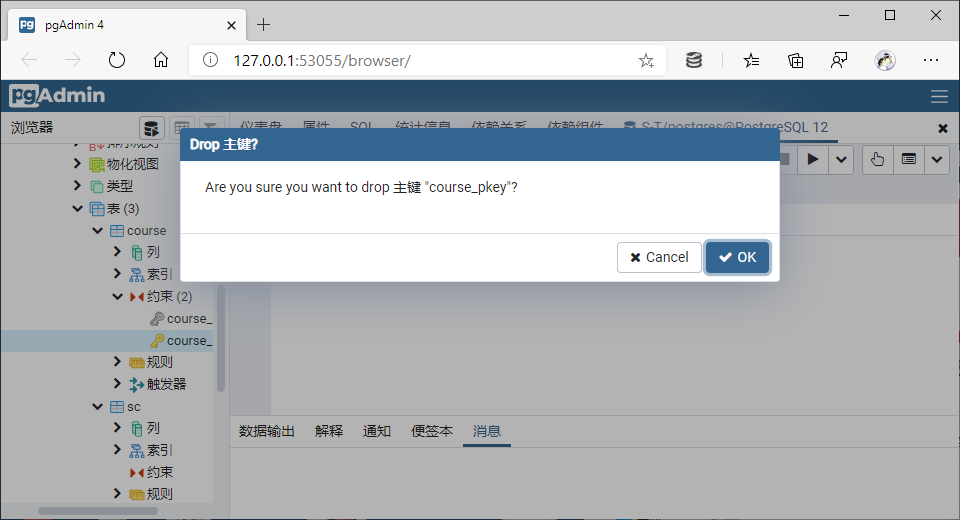 pgAdmin 4
127.0.0.1:53055/browser/
pgAdmin
浏览器
仪表盘 属性 SQL 统计信息 依赖关系 依赖组件 S-T/postgres@PostgreSQL 12
排序规则
物化视图
类型
表 (3)
course
列
索引
约束 (2)
course_
course_
规则
触发器
sc
列
索引
约束
规则
Drop 主键?
Are you sure you want to drop 主键 "course_pkey"?
Cancel OK
数据输出 解释 通知 便签本 消息